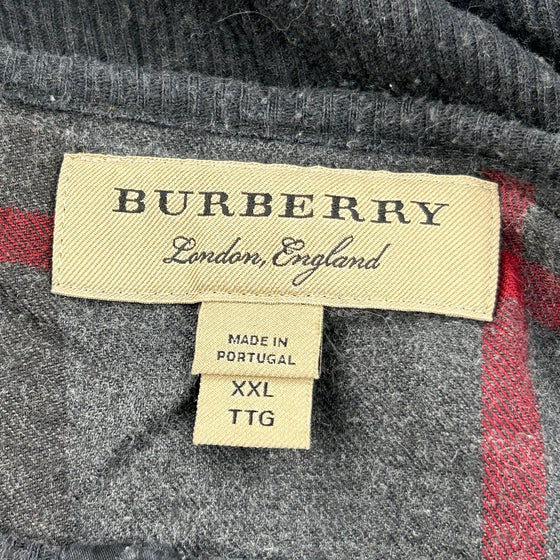 BURBERRY
London, England
MADE IN
PORTUGAL
XXL
TTG